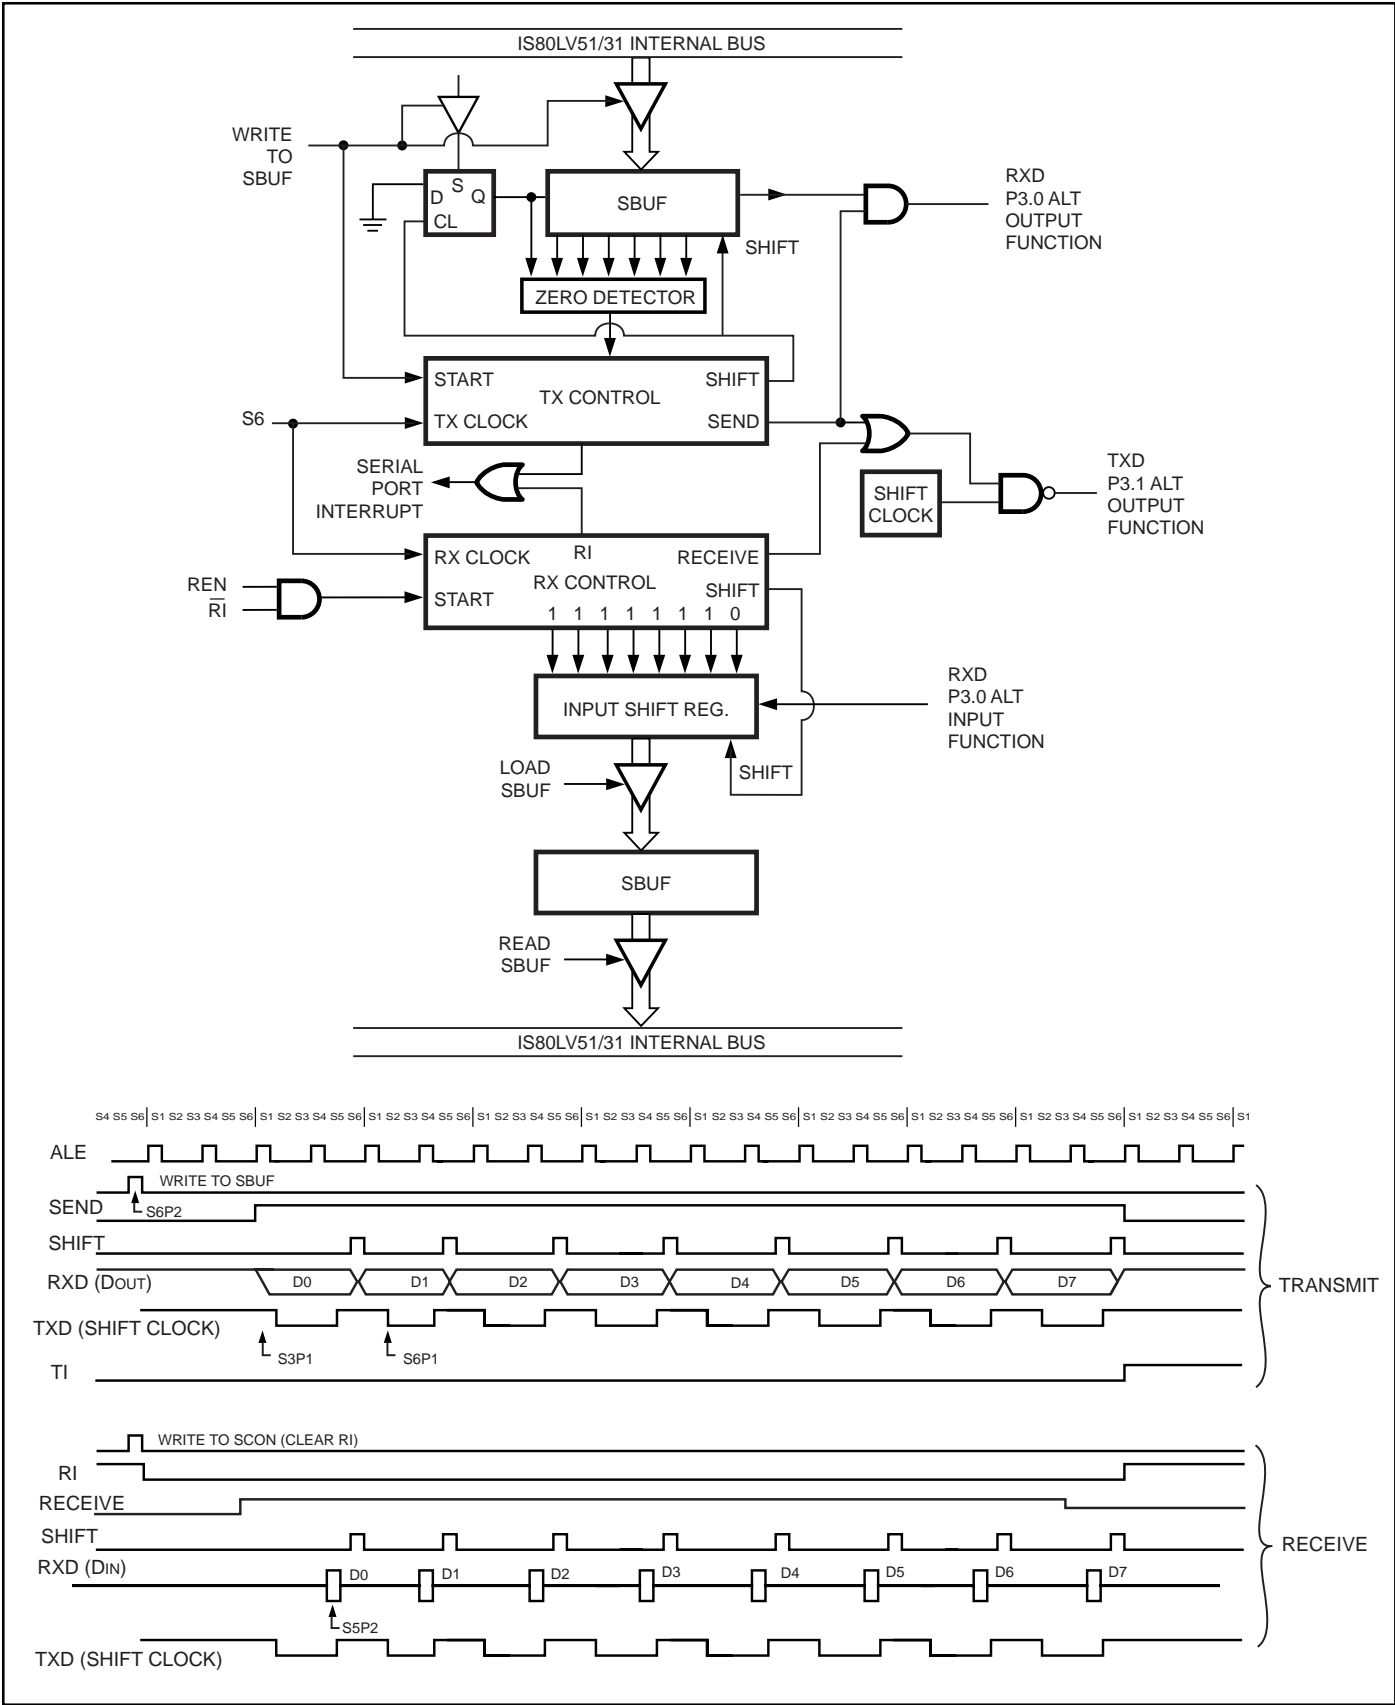 IS80LV51/31 INTERNAL BUS
WRITE
TO
SBUF
D S Q
CL
SBUF
SHIFT
RXD
P3.0 ALT
OUTPUT
FUNCTION
ZERO DETECTOR
START
TX CONTROL
SHIFT
S6
TX CLOCK
SEND
SERIAL
PORT
INTERRUPT
SHIFT
CLOCK
TXD
P3.1 ALT
OUTPUT
FUNCTION
RX CLOCK
RI
RECEIVE
RX CONTROL
SHIFT
REN
R̅I̅
START
1 1 1 1 1 1 1 0
INPUT SHIFT REG.
RXD
P3.0 ALT
INPUT
FUNCTION
LOAD
SBUF
SHIFT
SBUF
READ
SBUF
IS80LV51/31 INTERNAL BUS
S4 S5 S6 S1 S2 S3 S4 S5 S6 S1 S2 S3 S4 S5 S6 S1 S2 S3 S4 S5 S6 S1 S2 S3 S4 S5 S6 S1 S2 S3 S4 S5 S6 S1 S2 S3 S4 S5 S6 S1 S2 S3 S4 S5 S6 S1 S2 S3 S4 S5 S6 S1 S2 S3 S4 S5 S6 S1 S2 S3 S4 S5 S6 S1
ALE
WRITE TO SBUF
SEND
S6P2
SHIFT
RXD (DOUT)
D0 D1 D2 D3 D4 D5 D6 D7
TRANSMIT
TXD (SHIFT CLOCK)
S3P1
S6P1
TI
WRITE TO SCON (CLEAR RI)
RI
RECEIVE
SHIFT
RECEIVE
RXD (DIN)
D0 D1 D2 D3 D4 D5 D6 D7
S5P2
TXD (SHIFT CLOCK)